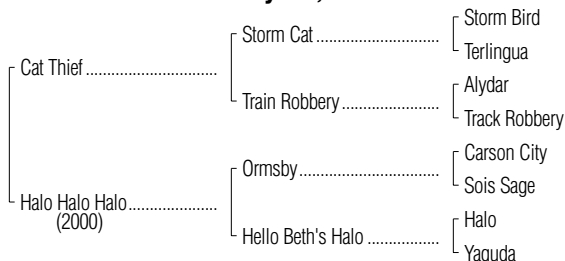 Storm Bird
Storm Cat
Terlingua
Cat Thief
Alydar
Train Robbery
Track Robbery
Carson City
Ormsby
Sois Sage
Halo Halo Halo
(2000)
Halo
Hello Beth's Halo
Yaguda